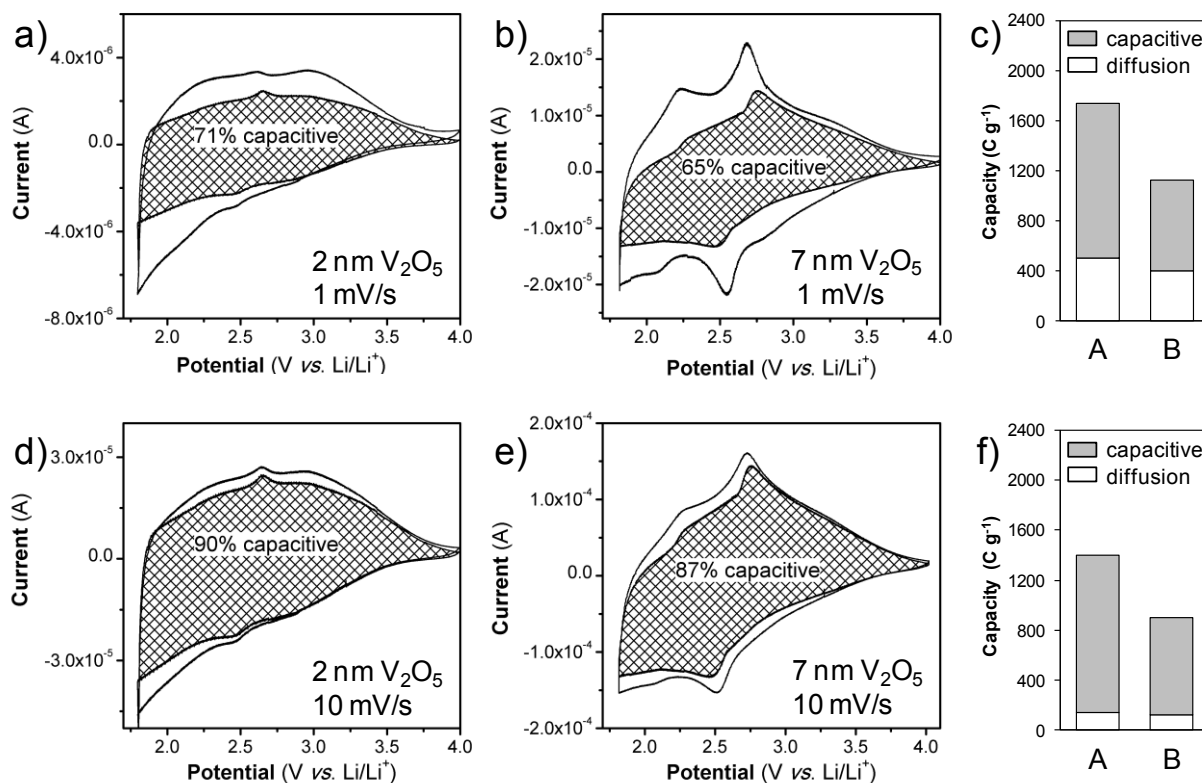 a)
4.0x10⁻⁶
0.0
-4.0x10⁻⁶
-8.0x10⁻⁶
Current (A)
71% capacitive
2 nm V₂O₅
1 mV/s
2.0 2.5 3.0 3.5 4.0
Potential (V vs. Li/Li⁺)
b)
2.0x10⁻⁵
1.0x10⁻⁵
0.0
-1.0x10⁻⁵
-2.0x10⁻⁵
Current (A)
65% capacitive
7 nm V₂O₅
1 mV/s
2.0 2.5 3.0 3.5 4.0
Potential (V vs. Li/Li⁺)
c)
2400
2000
1600
1200
800
400
0
Capacity (C g⁻¹)
capacitive
diffusion
A B
d)
3.0x10⁻⁵
0.0
-3.0x10⁻⁵
Current (A)
90% capacitive
2 nm V₂O₅
10 mV/s
2.0 2.5 3.0 3.5 4.0
Potential (V vs. Li/Li⁺)
e)
2.0x10⁻⁴
1.0x10⁻⁴
0.0
-1.0x10⁻⁴
-2.0x10⁻⁴
Current (A)
87% capacitive
7 nm V₂O₅
10 mV/s
2.0 2.5 3.0 3.5 4.0
Potential (V vs. Li/Li⁺)
f)
2400
2000
1600
1200
800
400
0
Capacity (C g⁻¹)
capacitive
diffusion
A B